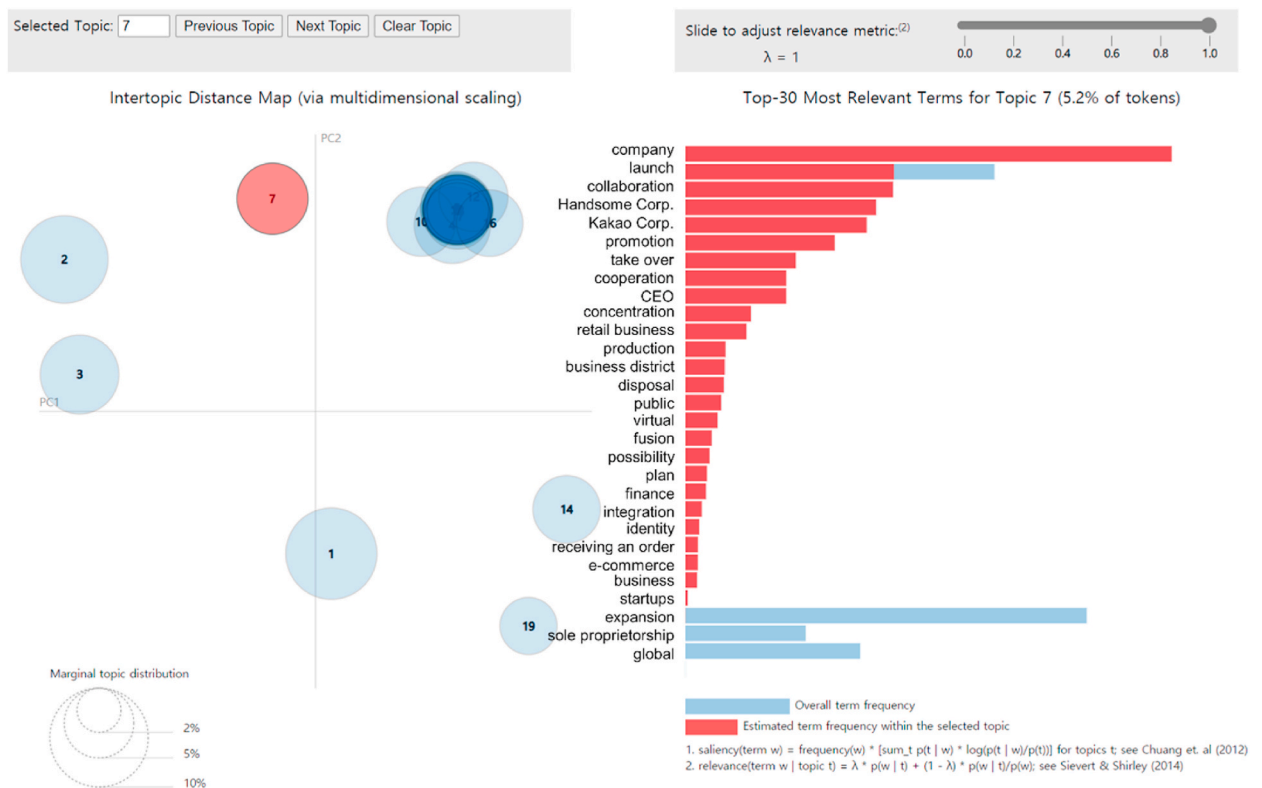 Selected Topic: 7 Previous Topic Next Topic Clear Topic
Slide to adjust relevance metric:(2)
λ = 1
0.0 0.2 0.4 0.6 0.8 1.0
Intertopic Distance Map (via multidimensional scaling)
PC2
7
2
10
12
6
3
PC1
14
1
19
Marginal topic distribution
2%
5%
10%
Top-30 Most Relevant Terms for Topic 7 (5.2% of tokens)
company
launch
collaboration
Handsome Corp.
Kakao Corp.
promotion
take over
cooperation
CEO
concentration
retail business
production
business district
disposal
public
virtual
fusion
possibility
plan
finance
integration
identity
receiving an order
e-commerce
business
startups
expansion
sole proprietorship
global
Overall term frequency
Estimated term frequency within the selected topic
1. saliency(term w) = frequency(w) * [sum_t p(t | w) * log(p(t | w)/p(t))] for topics t; see Chuang et. al (2012)
2. relevance(term w | topic t) = λ * p(w | t) + (1 - λ) * p(w | t)/p(w); see Sievert & Shirley (2014)